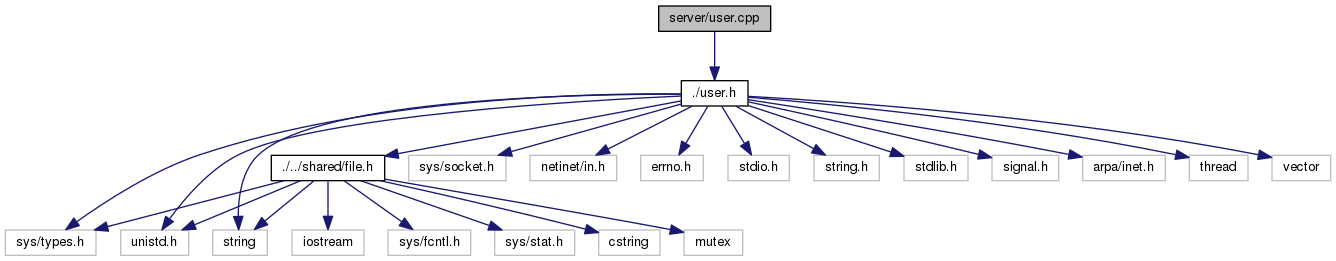 server/user.cpp
./user.h
./../shared/file.h
sys/socket.h
netinet/in.h
errno.h
stdio.h
string.h
stdlib.h
signal.h
arpa/inet.h
thread
vector
sys/types.h
unistd.h
string
iostream
sys/fcntl.h
sys/stat.h
cstring
mutex